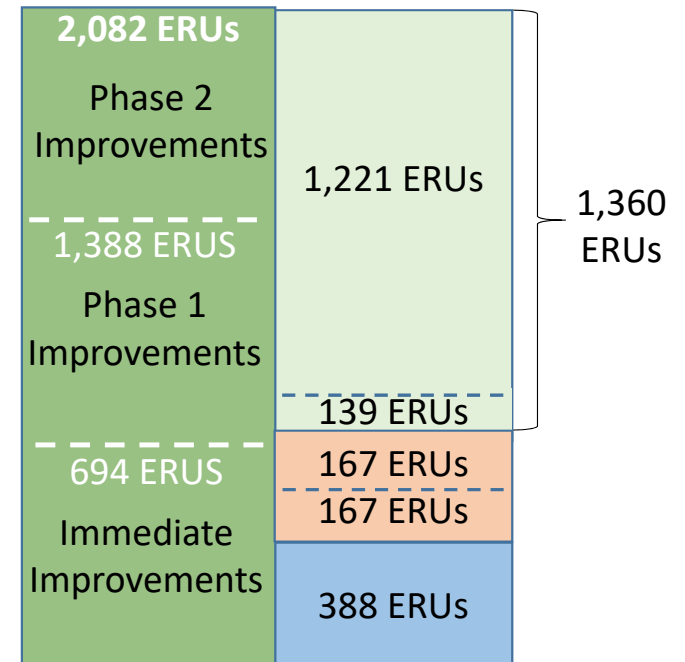 2,082 ERUs
Phase 2
Improvements
1,388 ERUS
Phase 1
Improvements
694 ERUS
Immediate
Improvements
1,221 ERUs
139 ERUs
167 ERUs
167 ERUs
388 ERUs
1,360
ERUs